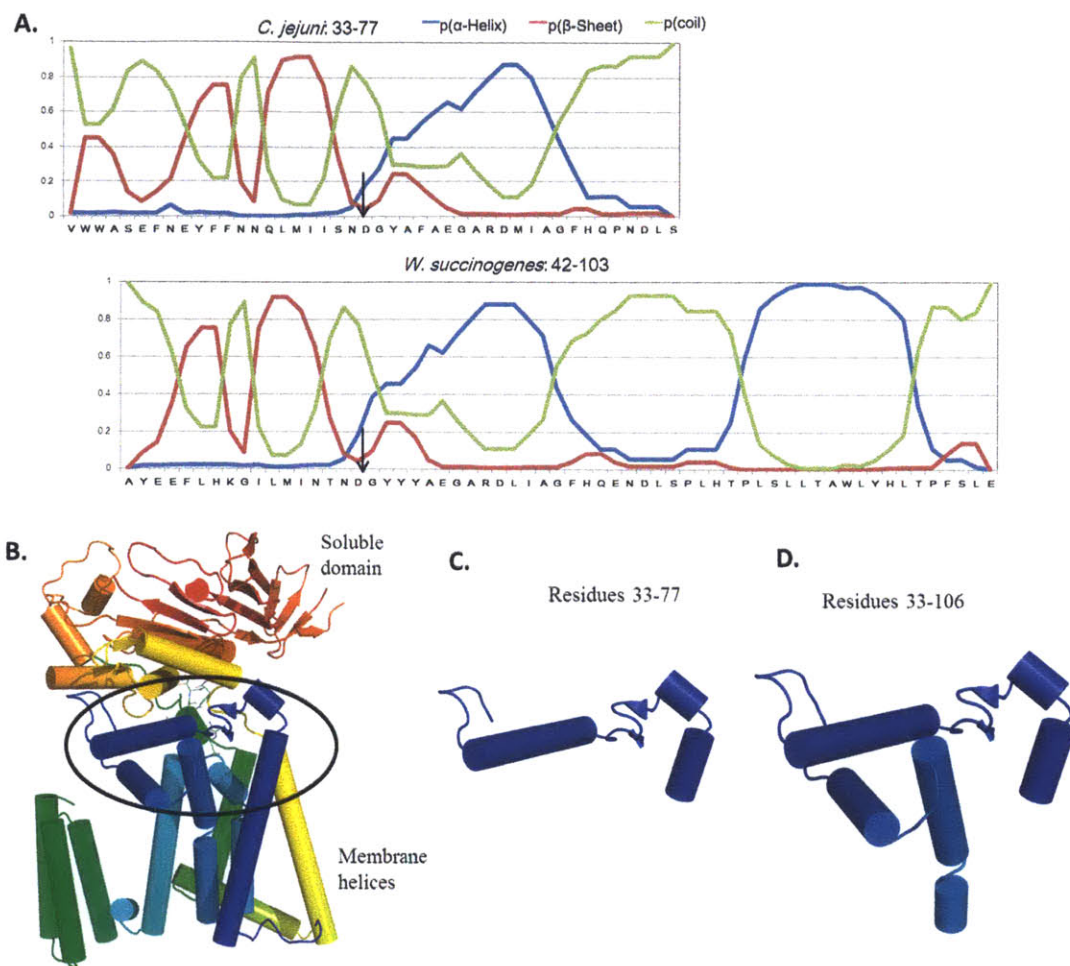 A.
C. jejuni: 33-77
p(α-Helix) p(β-Sheet) p(coil)
1
0.8
0.6
0.4
0.2
0
V W W A S E F N E Y F F N N Q L M I I S N D G Y A F A E G A R D M I A G F H Q P N D L S
W. succinogenes: 42-103
1
0.8
0.6
0.4
0.2
0
A Y E E F L H K G I L M I N T N D G Y Y Y A E G A R D L I A G F H Q E N D L S P L H T P L S L L T A W L Y H L T P F S L E
B.
Soluble
domain
Membrane
helices
C.
Residues 33-77
D.
Residues 33-106